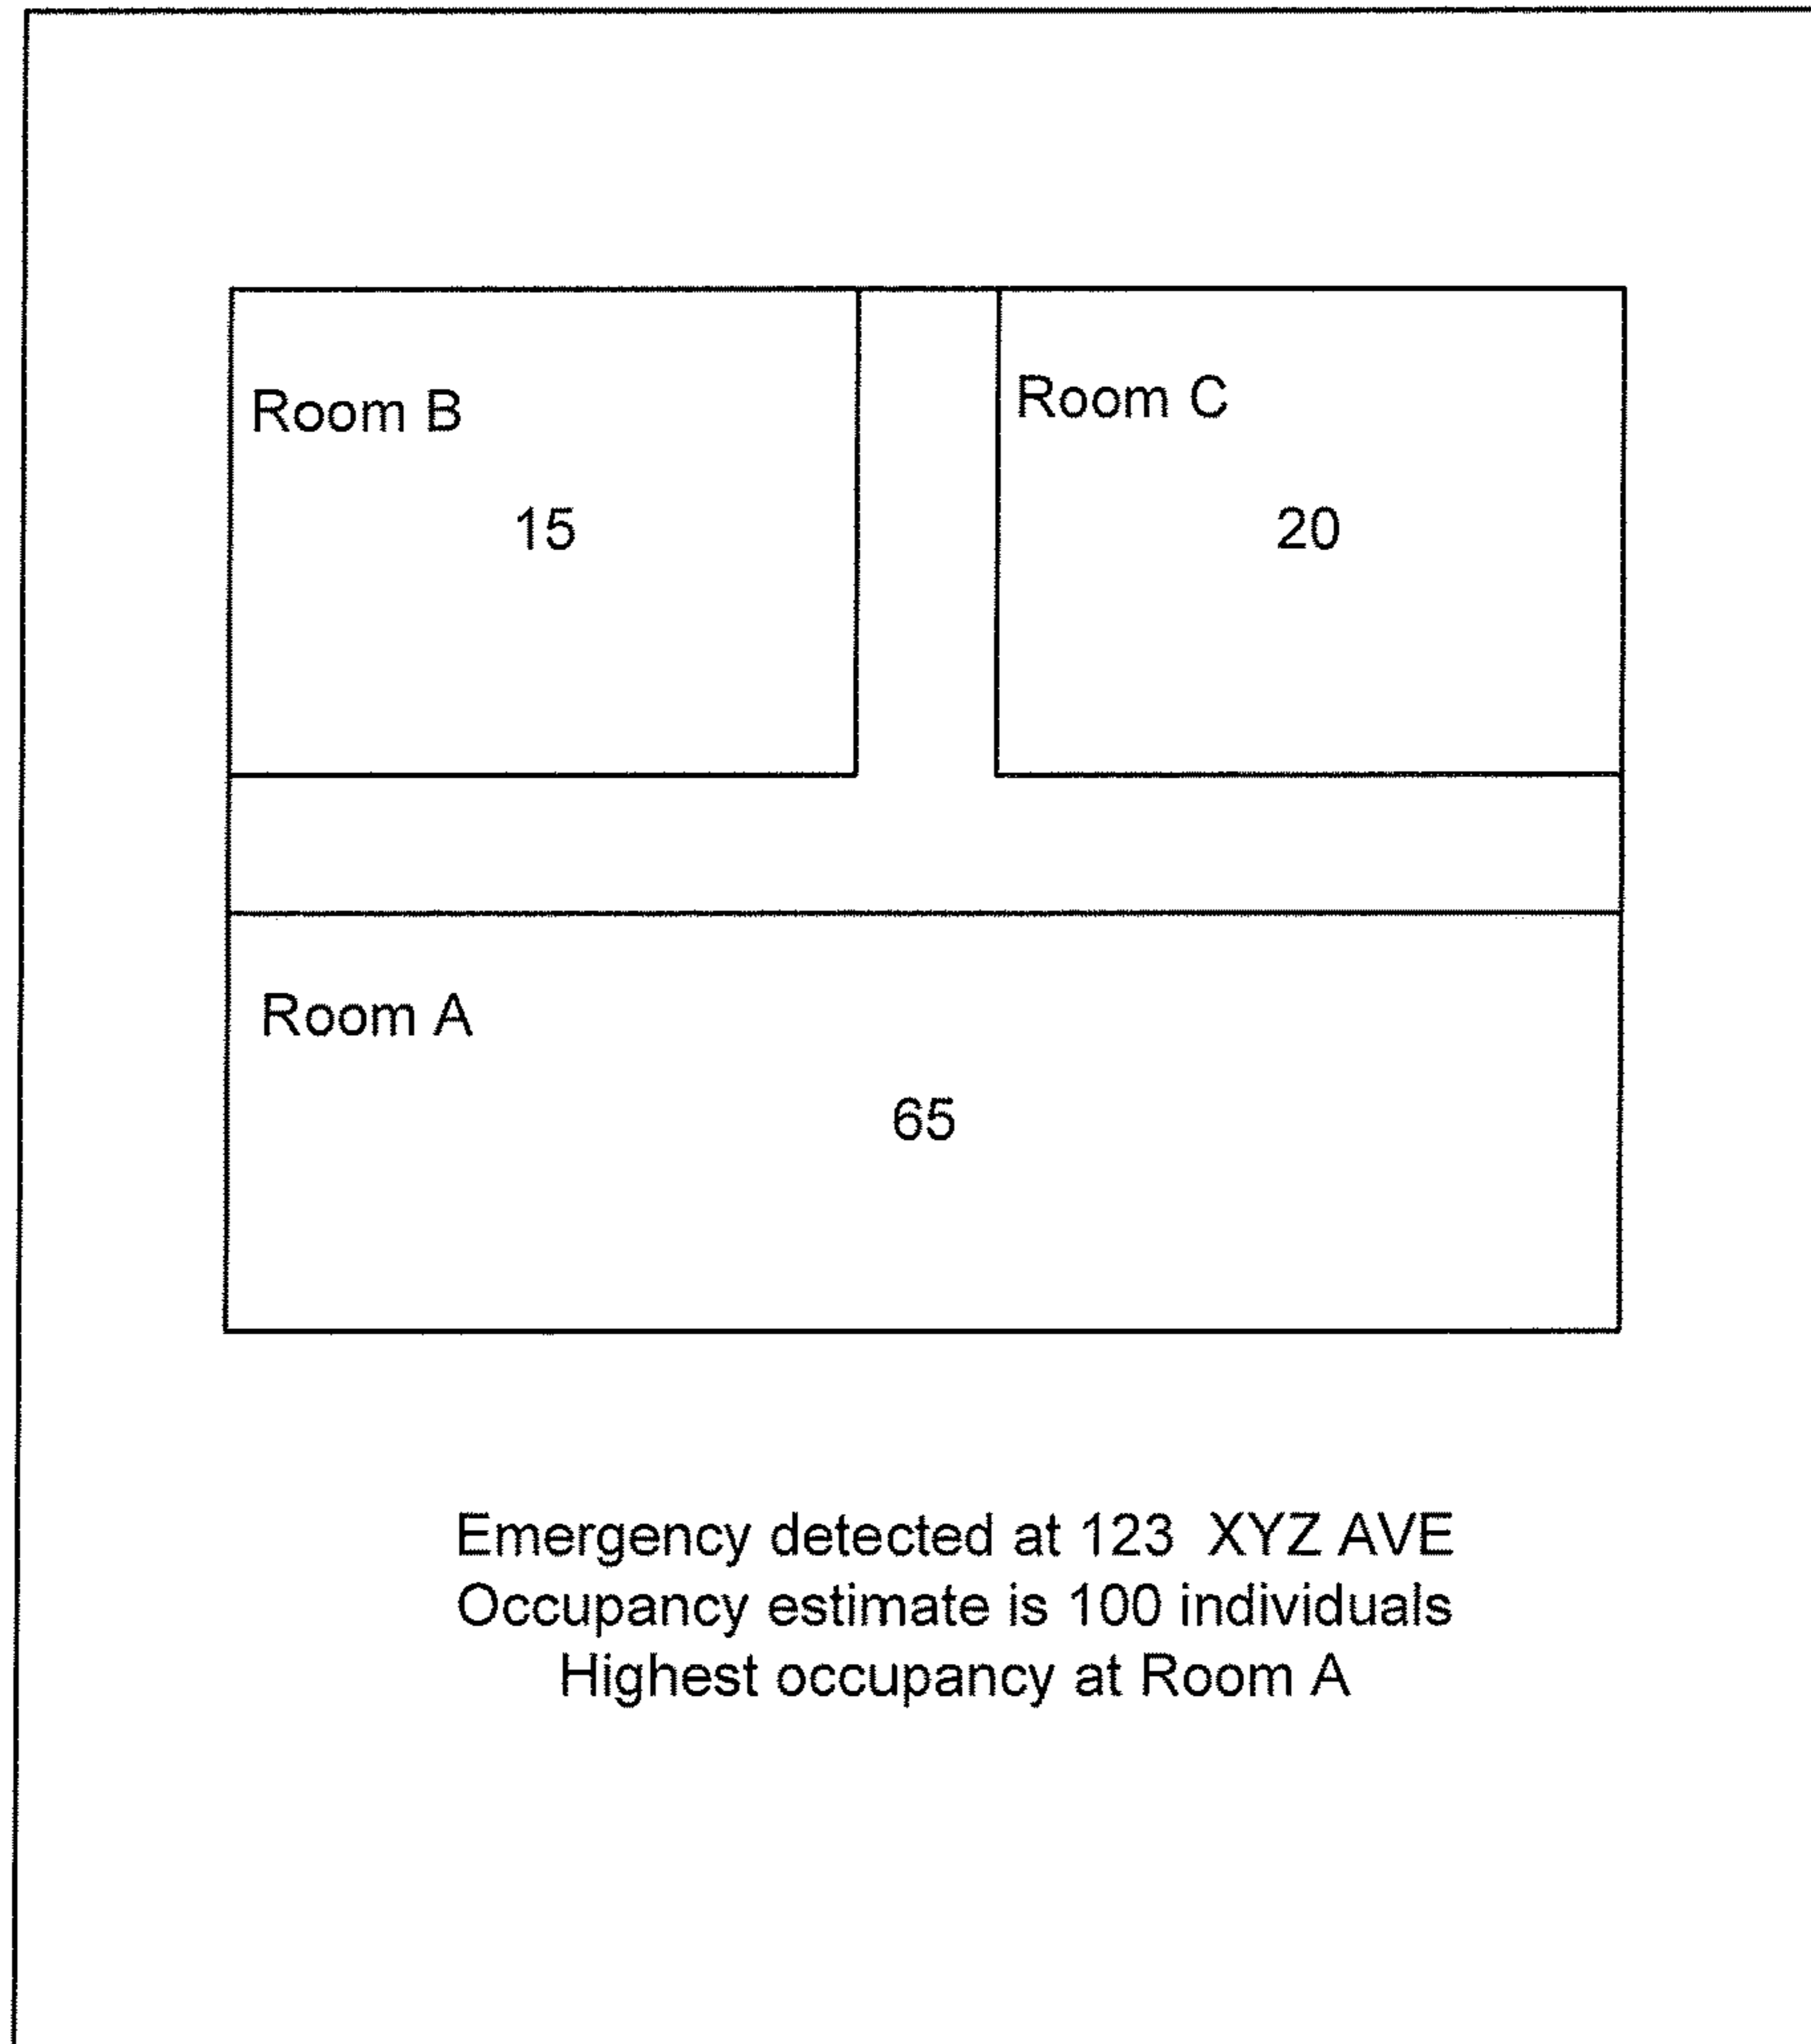 Room B
15
Room C
20
Room A
65
Emergency detected at 123 XYZ AVE
Occupancy estimate is 100 individuals
Highest occupancy at Room A